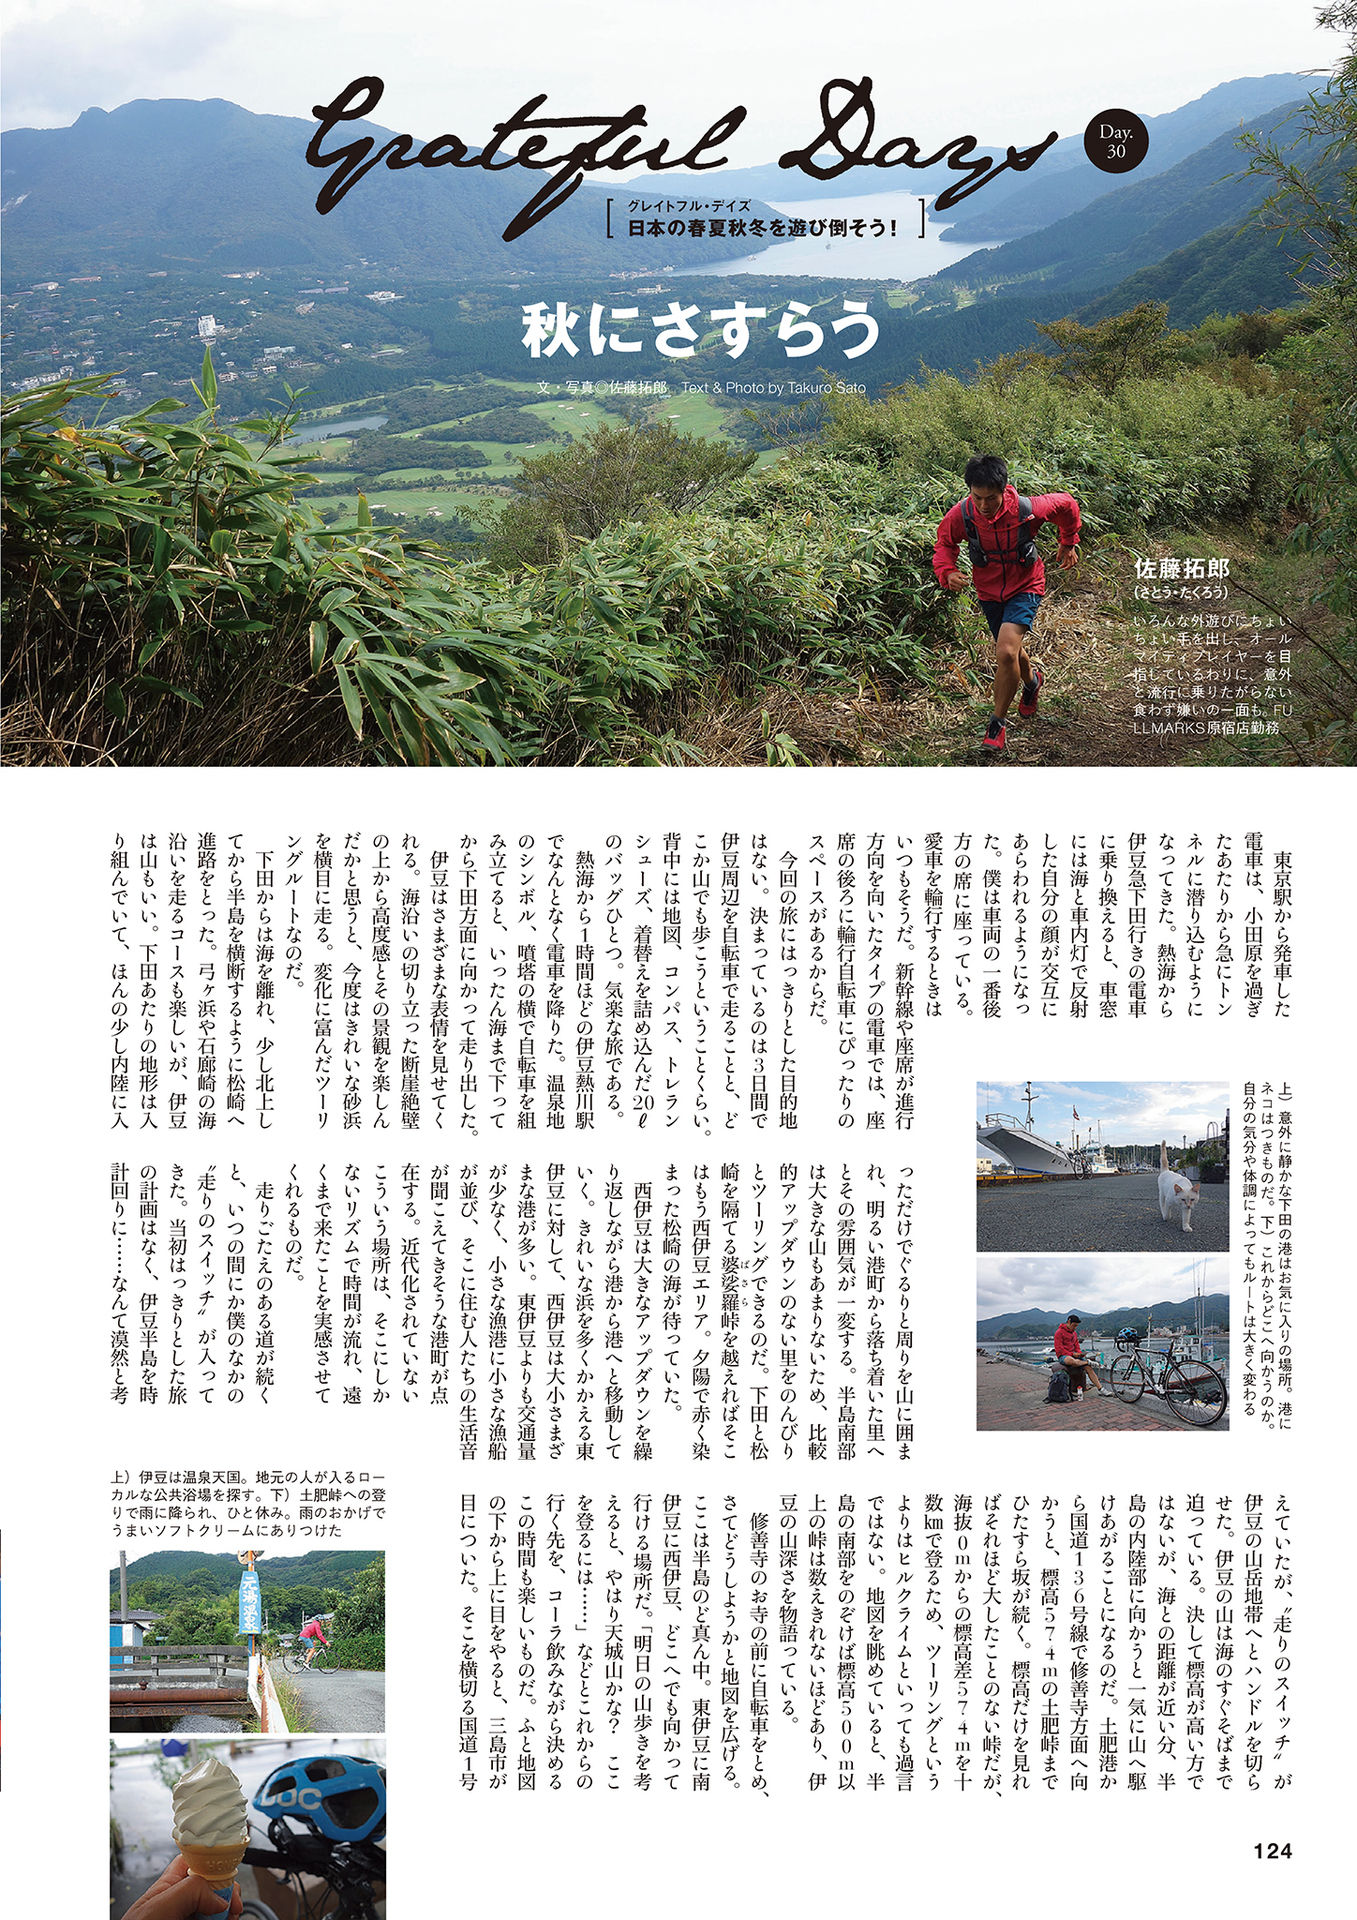 Grateful Days
Day.
30
グレイトフル・デイズ
日本の春夏秋冬を遊び倒そう！
秋にさすらう
文・写真◎佐藤拓郎　Text & Photo by Takuro Sato
佐藤拓郎
（さとう・たくろう）
いろんな外遊びにちょい
ちょい手を出し、オール
マイティプレイヤーを目
指しているわりに、意外
と流行に乗りたがらない
食わず嫌いの一面も。FU
LLMARKS原宿店勤務
東京駅から発車した
電車は、小田原を過ぎ
たあたりから急にトン
ネルに潜り込むように
なってきた。熱海から
伊豆急下田行きの電車
に乗り換えると、車窓
には海と車内灯で反射
した自分の顔が交互に
あらわれるようになっ
た。僕は車両の一番後
方の席に座っている。
愛車を輪行するときは
いつもそうだ。新幹線や座席が進行
方向を向いたタイプの電車では、座
席の後ろに輪行自転車にぴったりの
スペースがあるからだ。
今回の旅にはっきりとした目的地
はない。決まっているのは3日間で
伊豆周辺を自転車で走ることと、ど
こか山でも歩こうということくらい。
背中には地図、コンパス、トレラン
シューズ、着替えを詰め込んだ20ℓ
のバッグひとつ。気楽な旅である。
熱海から1時間ほどの伊豆熱川駅
でなんとなく電車を降りた。温泉地
のシンボル、噴塔の横で自転車を組
み立てると、いったん海まで下って
から下田方面に向かって走り出した。
伊豆はさまざまな表情を見せてく
れる。海沿いの切り立った断崖絶壁
の上から高度感とその景観を楽しん
だかと思うと、今度はきれいな砂浜
を横目に走る。変化に富んだツーリ
ングルートなのだ。
下田からは海を離れ、少し北上し
てから半島を横断するように松崎へ
進路をとった。弓ヶ浜や石廊崎の海
沿いを走るコースも楽しいが、伊豆
は山もいい。下田あたりの地形は入
り組んでいて、ほんの少し内陸に入
上）意外に静かな下田の港はお気に入りの場所。港に
ネコはつきものだ。下）これからどこへ向かうのか。
自分の気分や体調によってもルートは大きく変わる
っただけでぐるりと周りを山に囲ま
れ、明るい港町から落ち着いた里へ
とその雰囲気が一変する。半島南部
は大きな山もあまりないため、比較
的アップダウンのない里をのんびり
とツーリングできるのだ。下田と松
崎を隔てる婆娑羅峠を越えればそこ
ばさら
はもう西伊豆エリア。夕陽で赤く染
まった松崎の海が待っていた。
西伊豆は大きなアップダウンを繰
り返しながら港から港へと移動して
いく。きれいな浜を多くかかえる東
伊豆に対して、西伊豆は大小さまざ
まな港が多い。東伊豆よりも交通量
が少なく、小さな漁港に小さな漁船
が並び、そこに住む人たちの生活音
が聞こえてきそうな港町が点
在する。近代化されていない
こういう場所は、そこにしか
ないリズムで時間が流れ、遠
くまで来たことを実感させて
くれるものだ。
走りごたえのある道が続く
と、いつの間にか僕のなかの
〝走りのスイッチ〟が入って
きた。当初はっきりとした旅
の計画はなく、伊豆半島を時
計回りに……なんて漠然と考
上）伊豆は温泉天国。地元の人が入るロー
カルな公共浴場を探す。下）土肥峠への登
りで雨に降られ、ひと休み。雨のおかげで
うまいソフトクリームにありつけた
元湯温泉
POC
えていたが、〝走りのスイッチ〟が
伊豆の山岳地帯へとハンドルを切ら
せた。伊豆の山は海のすぐそばまで
迫っている。決して標高が高い方で
はないが、海との距離が近い分、半
島の内陸部に向かうと一気に山へ駆
けあがることになるのだ。土肥港か
ら国道136号線で修善寺方面へ向
かうと、標高574mの土肥峠まで
ひたすら坂が続く。標高だけを見れ
ばそれほど大したことのない峠だが、
海抜0mからの標高差574mを十
数㎞で登るため、ツーリングという
よりはヒルクライムといっても過言
ではない。地図を眺めていると、半
島の南部をのぞけば標高500m以
上の峠は数えきれないほどあり、伊
豆の山深さを物語っている。
修善寺のお寺の前に自転車をとめ、
さてどうしようかと地図を広げる。
ここは半島のど真ん中。東伊豆に南
伊豆に西伊豆、どこへでも向かって
行ける場所だ。「明日の山歩きを考
えると、やはり天城山かな？　ここ
を登るには……」などとこれからの
行く先を、コーラ飲みながら決める
この時間も楽しいものだ。ふと地図
の下から上に目をやると、三島市が
目についた。そこを横切る国道1号
124